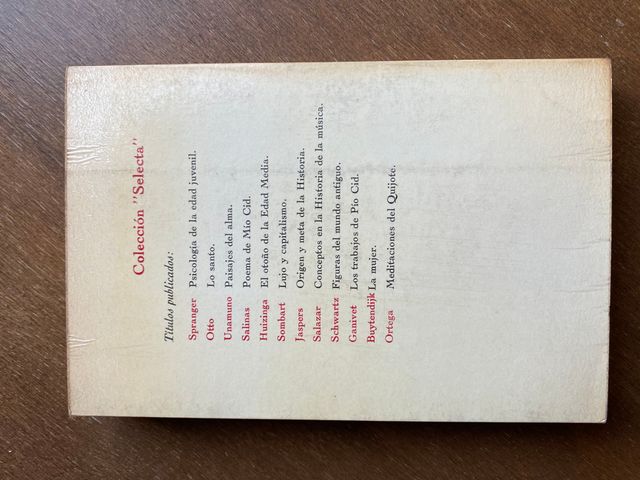 Colección "Selecta"
Títulos publicados:
Spranger Psicología de la edad juvenil.
Otto Lo santo.
Unamuno Paisajes del alma.
Salinas Poema de Mío Cid.
Huizinga El otoño de la Edad Media.
Sombart Lujo y capitalismo.
Jaspers Origen y meta de la Historia.
Salazar Conceptos en la Historia de la música.
Schwartz Figuras del mundo antiguo.
Ganivet Los trabajos de Pío Cid.
Buytendijk La mujer.
Ortega Meditaciones del Quijote.